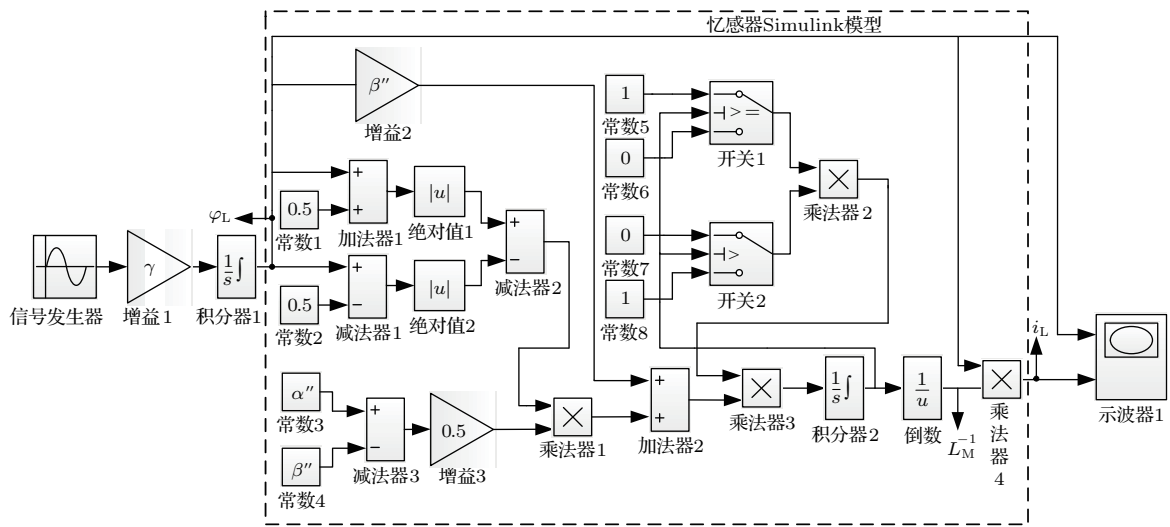 忆感器Simulink模型
β″
增益2
1
常数5
>=
开关1
0
常数6
×
乘法器2
φL
0.5
常数1
+
+
加法器1
|u|
绝对值1
+
−
减法器2
0
常数7
>
开关2
1
常数8
信号发生器
γ
增益1
1/s ∫
积分器1
0.5
常数2
+
−
减法器1
|u|
绝对值2
α″
常数3
β″
常数4
+
−
减法器3
0.5
增益3
×
乘法器1
+
+
加法器2
×
乘法器3
1/s ∫
积分器2
1/u
倒数
L_M^{-1}
×
乘法器4
iL
示波器1